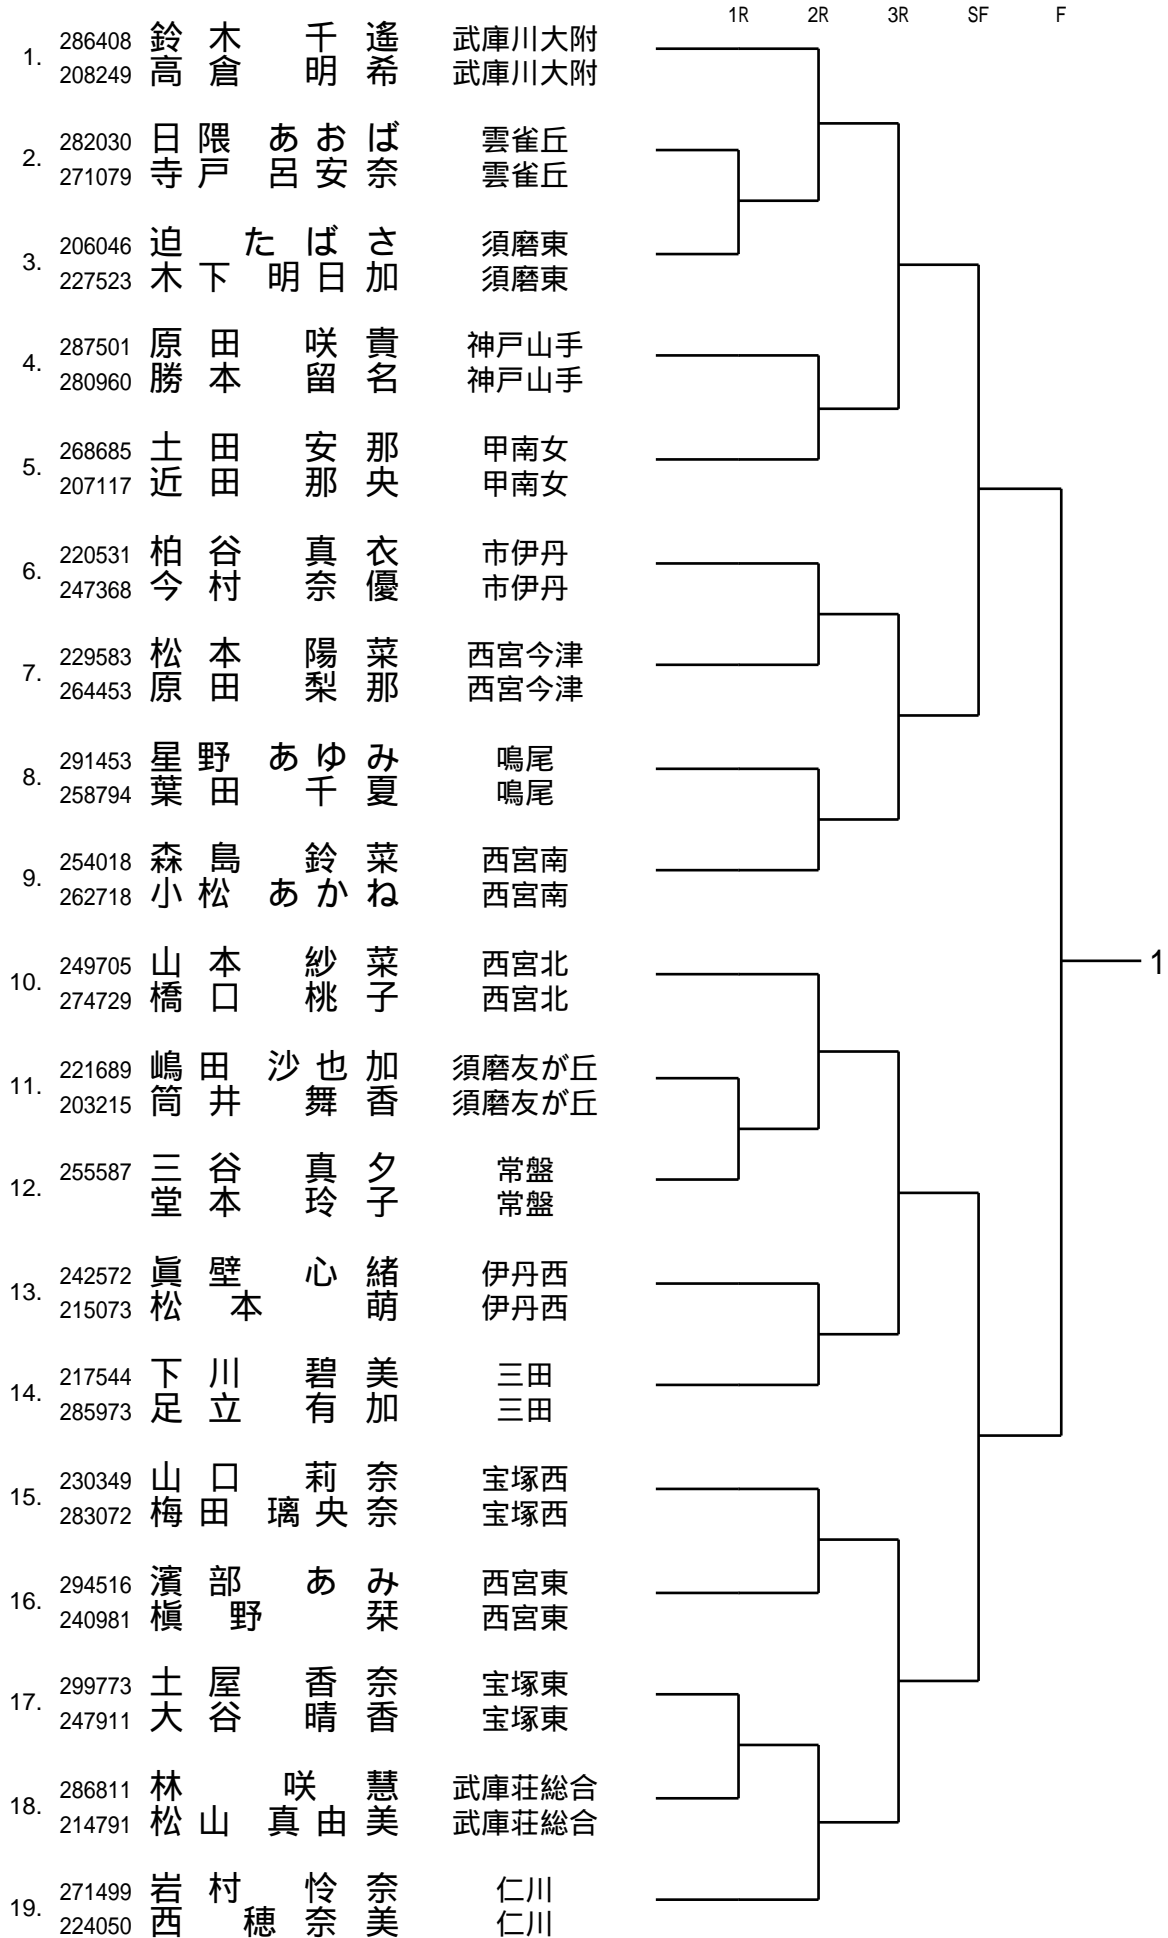 1R 2R 3R SF F
1. 286408 鈴木 千遙 武庫川大附
208249 高倉 明希 武庫川大附
2. 282030 日隈 あおば 雲雀丘
271079 寺戸 呂安奈 雲雀丘
3. 206046 迫 たばさ 須磨東
227523 木下 明日加 須磨東
4. 287501 原田 咲貴 神戸山手
280960 勝本 留名 神戸山手
5. 268685 土田 安那 甲南女
207117 近田 那央 甲南女
6. 220531 柏谷 真衣 市伊丹
247368 今村 奈優 市伊丹
7. 229583 松本 陽菜 西宮今津
264453 原田 梨那 西宮今津
8. 291453 星野 あゆみ 鳴尾
258794 葉田 千夏 鳴尾
9. 254018 森島 鈴菜 西宮南
262718 小松 あかね 西宮南
10. 249705 山本 紗菜 西宮北
274729 橋口 桃子 西宮北
1
11. 221689 嶋田 沙也加 須磨友が丘
203215 筒井 舞香 須磨友が丘
12. 255587 三谷 真夕 常盤
堂本 玲子 常盤
13. 242572 眞壁 心緒 伊丹西
215073 松本 萌 伊丹西
14. 217544 下川 碧美 三田
285973 足立 有加 三田
15. 230349 山口 莉奈 宝塚西
283072 梅田 璃央奈 宝塚西
16. 294516 濱部 あみ 西宮東
240981 槇野 栞 西宮東
17. 299773 土屋 香奈 宝塚東
247911 大谷 晴香 宝塚東
18. 286811 林 咲慧 武庫荘総合
214791 松山 真由美 武庫荘総合
19. 271499 岩村 怜奈 仁川
224050 西 穂奈美 仁川